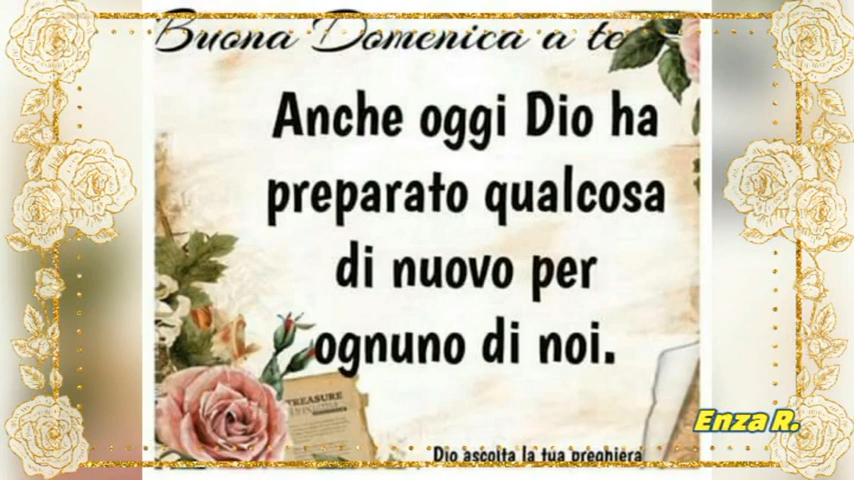 Buona Domenica a te
Anche oggi Dio ha
preparato qualcosa
di nuovo per
ognuno di noi.
TREASURE
Enza R.
Dio ascolta la tua preghiera